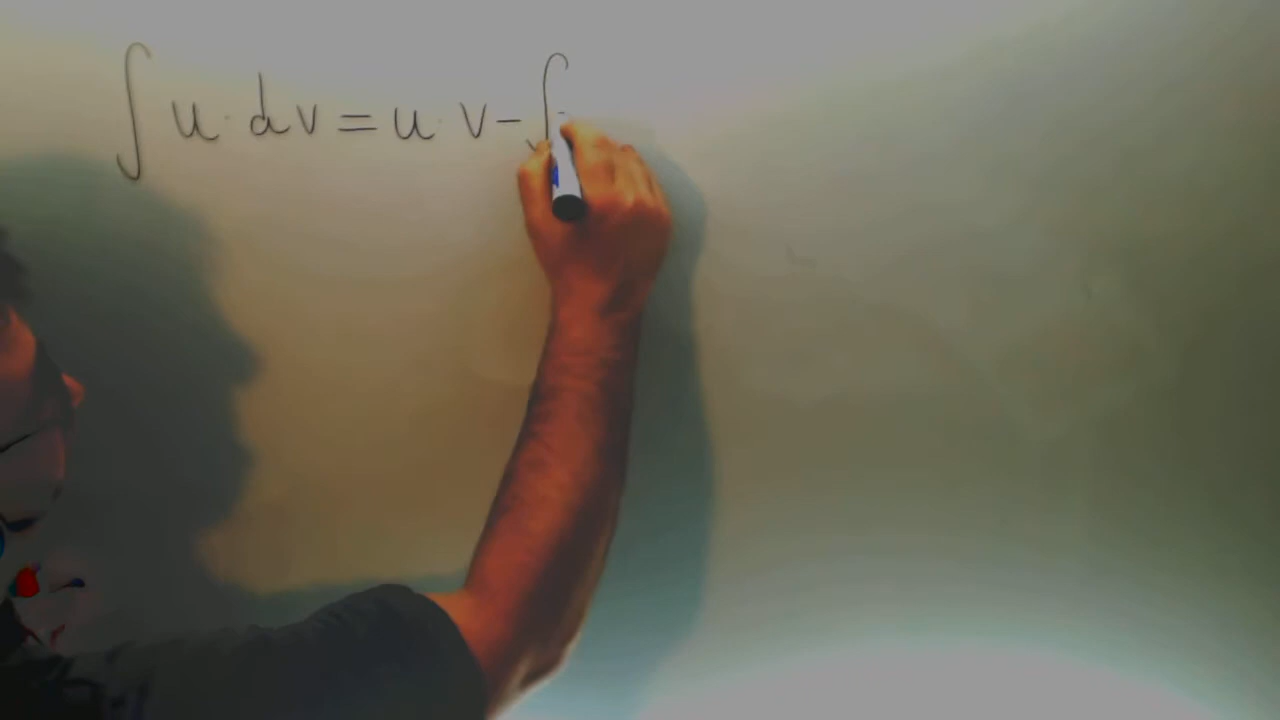 ∫ u · dv = u · v - ∫